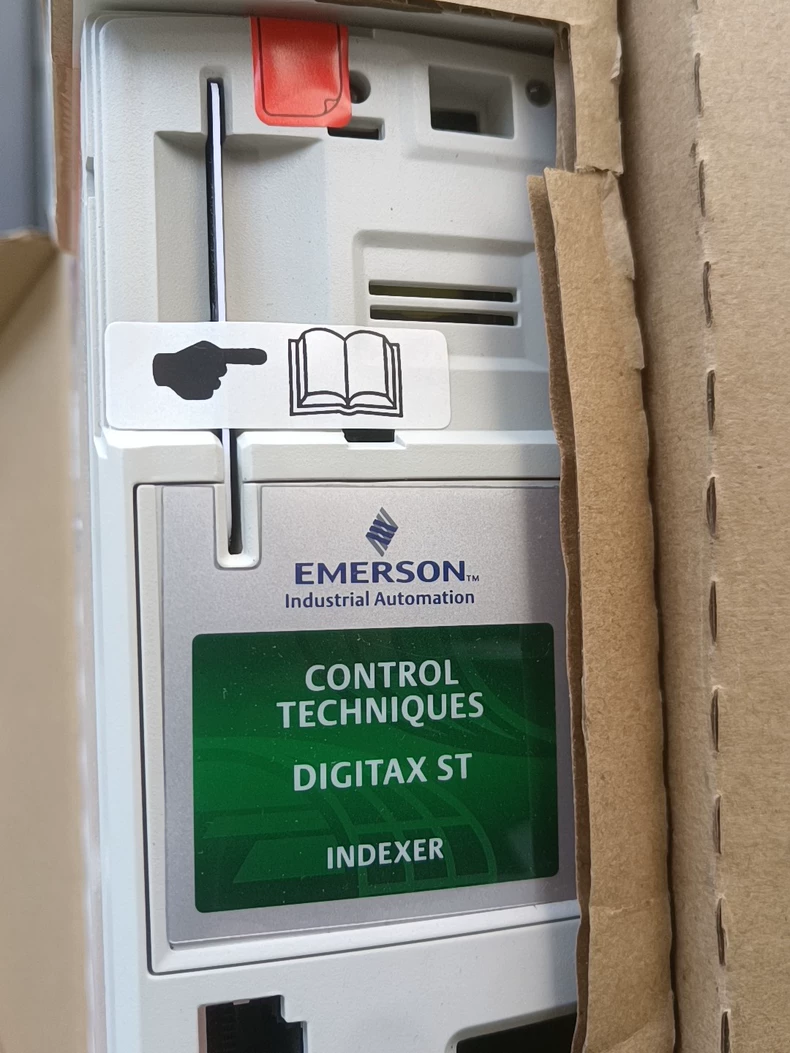 EMERSON™
Industrial Automation
CONTROL
TECHNIQUES
DIGITAX ST
INDEXER